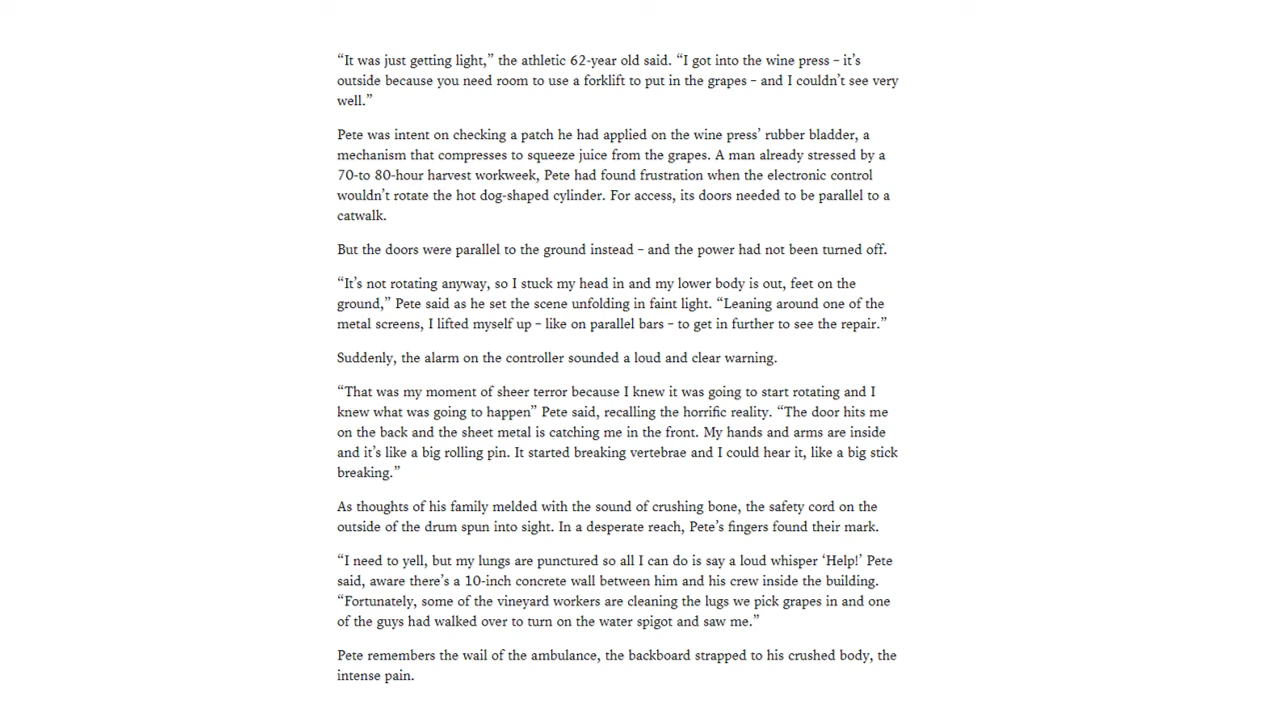 “It was just getting light,” the athletic 62-year old said. “I got into the wine press – it’s
outside because you need room to use a forklift to put in the grapes – and I couldn’t see very
well.”
Pete was intent on checking a patch he had applied on the wine press’ rubber bladder, a
mechanism that compresses to squeeze juice from the grapes. A man already stressed by a
70-to 80-hour harvest workweek, Pete had found frustration when the electronic control
wouldn’t rotate the hot dog-shaped cylinder. For access, its doors needed to be parallel to a
catwalk.
But the doors were parallel to the ground instead – and the power had not been turned off.
“It’s not rotating anyway, so I stuck my head in and my lower body is out, feet on the
ground,” Pete said as he set the scene unfolding in faint light. “Leaning around one of the
metal screens, I lifted myself up – like on parallel bars – to get in further to see the repair.”
Suddenly, the alarm on the controller sounded a loud and clear warning.
“That was my moment of sheer terror because I knew it was going to start rotating and I
knew what was going to happen” Pete said, recalling the horrific reality. “The door hits me
on the back and the sheet metal is catching me in the front. My hands and arms are inside
and it’s like a big rolling pin. It started breaking vertebrae and I could hear it, like a big stick
breaking.”
As thoughts of his family melded with the sound of crushing bone, the safety cord on the
outside of the drum spun into sight. In a desperate reach, Pete’s fingers found their mark.
“I need to yell, but my lungs are punctured so all I can do is say a loud whisper ‘Help!’ Pete
said, aware there’s a 10-inch concrete wall between him and his crew inside the building.
“Fortunately, some of the vineyard workers are cleaning the lugs we pick grapes in and one
of the guys had walked over to turn on the water spigot and saw me.”
Pete remembers the wail of the ambulance, the backboard strapped to his crushed body, the
intense pain.